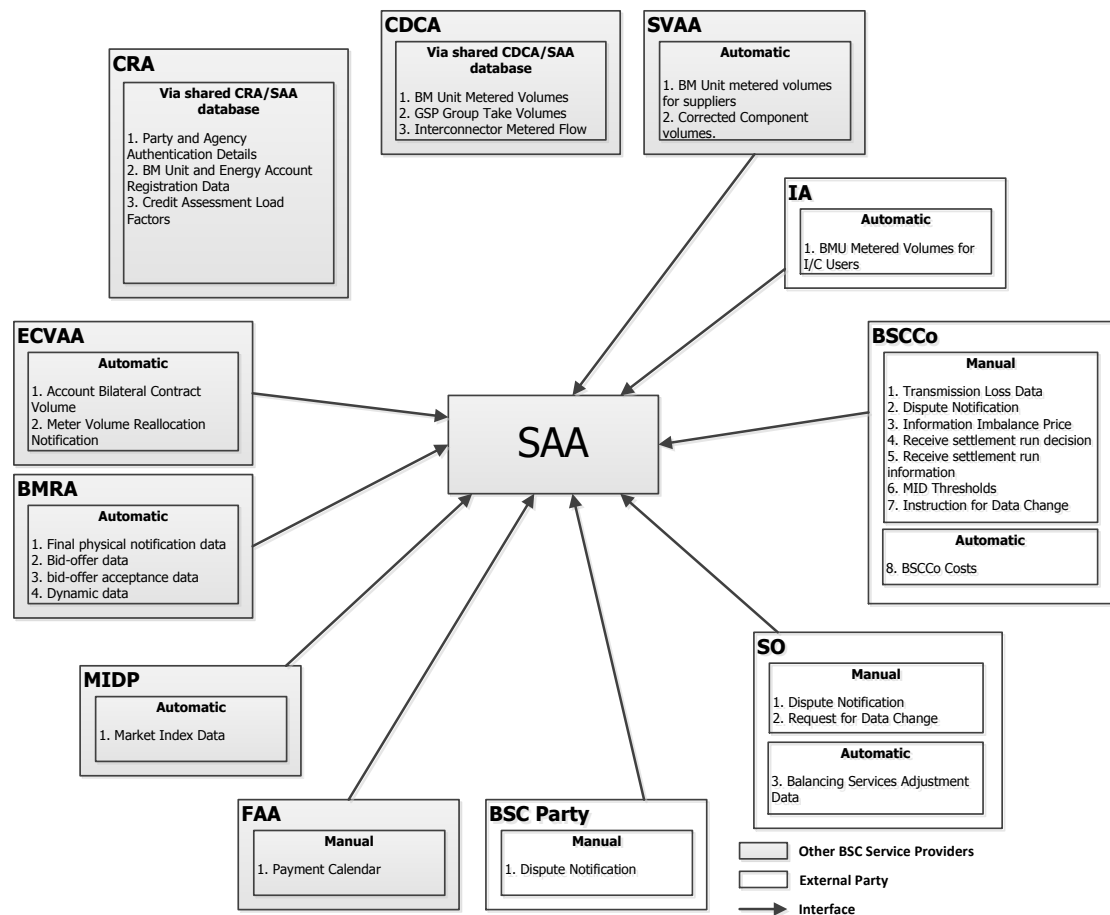 CRA
Via shared CRA/SAA
database
1. Party and Agency
Authentication Details
2. BM Unit and Energy Account
Registration Data
3. Credit Assessment Load
Factors
CDCA
Via shared CDCA/SAA
database
1. BM Unit Metered Volumes
2. GSP Group Take Volumes
3. Interconnector Metered Flow
SVAA
Automatic
1. BM Unit metered volumes
for suppliers
2. Corrected Component
volumes.
IA
Automatic
1. BMU Metered Volumes for
I/C Users
ECVAA
Automatic
1. Account Bilateral Contract
Volume
2. Meter Volume Reallocation
Notification
BSCCo
Manual
1. Transmission Loss Data
2. Dispute Notification
3. Information Imbalance Price
4. Receive settlement run decision
5. Receive settlement run
information
6. MID Thresholds
7. Instruction for Data Change
Automatic
8. BSCCo Costs
SAA
BMRA
Automatic
1. Final physical notification data
2. Bid-offer data
3. bid-offer acceptance data
4. Dynamic data
MIDP
Automatic
1. Market Index Data
SO
Manual
1. Dispute Notification
2. Request for Data Change
Automatic
3. Balancing Services Adjustment
Data
FAA
Manual
1. Payment Calendar
BSC Party
Manual
1. Dispute Notification
Other BSC Service Providers
External Party
Interface